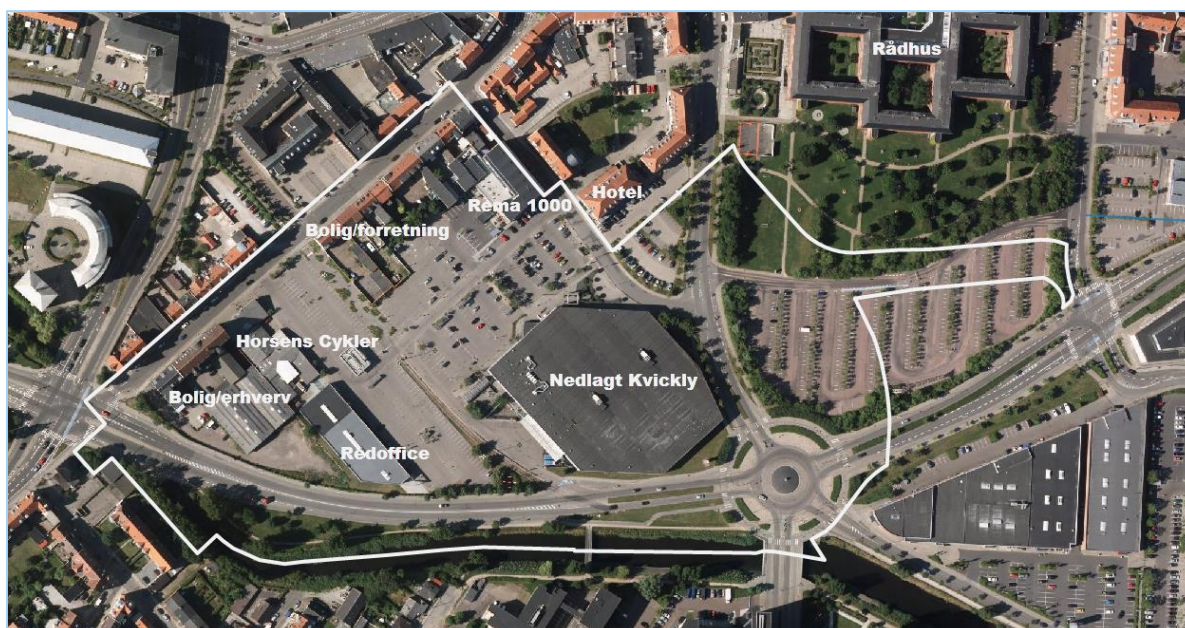 Rådhus
Hotel
Rema 1000
Bolig/forretning
Horsens Cykler
Nedlagt Kvickly
Bolig/erhverv
Redoffice